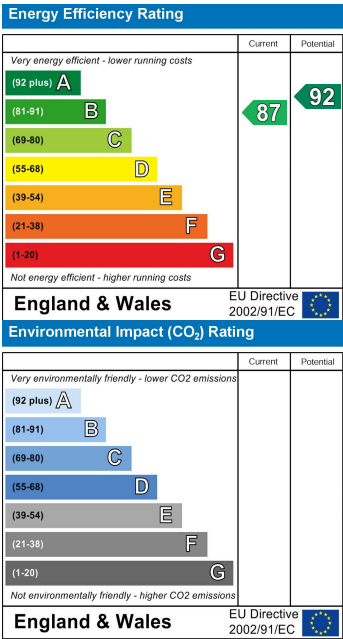 Energy Efficiency Rating
Current Potential
Very energy efficient - lower running costs
(92 plus) A
92
(81-91) B
87
(69-80) C
(55-68) D
(39-54) E
(21-38) F
(1-20) G
Not energy efficient - higher running costs
England & Wales
EU Directive
2002/91/EC
Environmental Impact (CO₂) Rating
Current Potential
Very environmentally friendly - lower CO2 emissions
(92 plus) A
(81-91) B
(69-80) C
(55-68) D
(39-54) E
(21-38) F
(1-20) G
Not environmentally friendly - higher CO2 emissions
England & Wales
EU Directive
2002/91/EC